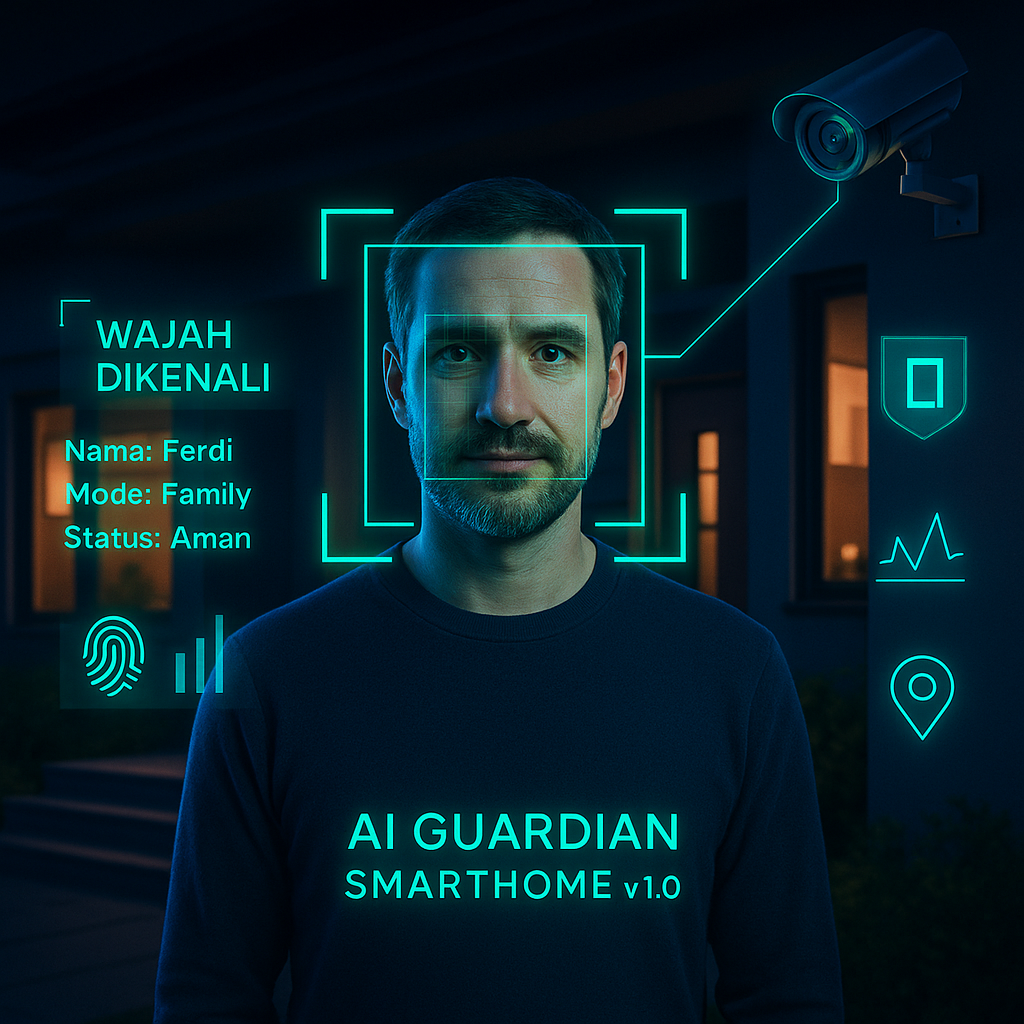 WAJAH
DIKENALI
Nama: Ferdi
Mode: Family
Status: Aman
AI GUARDIAN
SMARTHOME v1.0